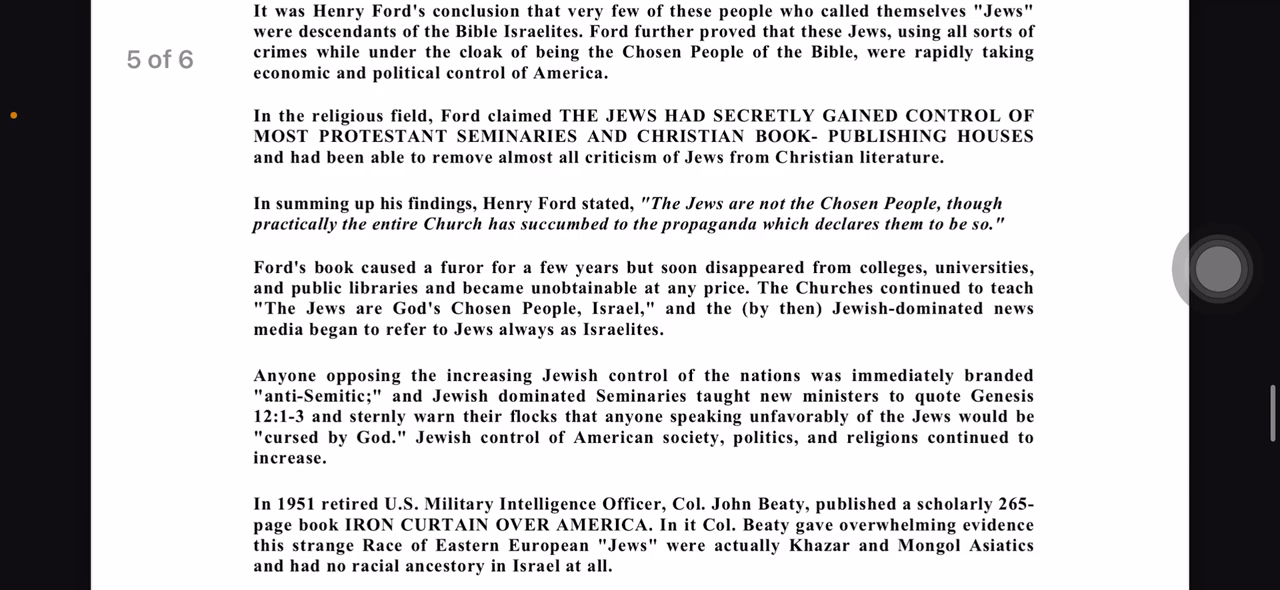 It was Henry Ford's conclusion that very few of these people who called themselves "Jews"
were descendants of the Bible Israelites. Ford further proved that these Jews, using all sorts of
5 of 6
crimes while under the cloak of being the Chosen People of the Bible, were rapidly taking
economic and political control of America.
In the religious field, Ford claimed THE JEWS HAD SECRETLY GAINED CONTROL OF
MOST PROTESTANT SEMINARIES AND CHRISTIAN BOOK- PUBLISHING HOUSES
and had been able to remove almost all criticism of Jews from Christian literature.
In summing up his findings, Henry Ford stated, "The Jews are not the Chosen People, though
practically the entire Church has succumbed to the propaganda which declares them to be so."
Ford's book caused a furor for a few years but soon disappeared from colleges, universities,
and public libraries and became unobtainable at any price. The Churches continued to teach
"The Jews are God's Chosen People, Israel," and the (by then) Jewish-dominated news
media began to refer to Jews always as Israelites.
Anyone opposing the increasing Jewish control of the nations was immediately branded
"anti-Semitic;" and Jewish dominated Seminaries taught new ministers to quote Genesis
12:1-3 and sternly warn their flocks that anyone speaking unfavorably of the Jews would be
"cursed by God." Jewish control of American society, politics, and religions continued to
increase.
In 1951 retired U.S. Military Intelligence Officer, Col. John Beaty, published a scholarly 265-
page book IRON CURTAIN OVER AMERICA. In it Col. Beaty gave overwhelming evidence
this strange Race of Eastern European "Jews" were actually Khazar and Mongol Asiatics
and had no racial ancestory in Israel at all.